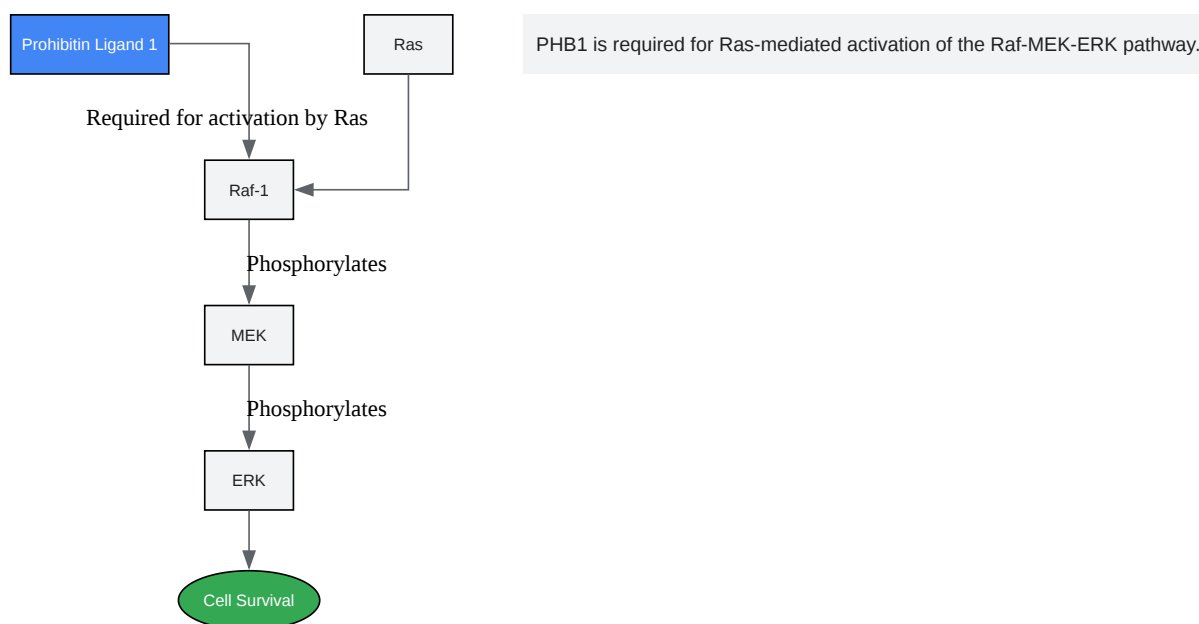 Prohibitin Ligand 1
Ras
PHB1 is required for Ras-mediated activation of the Raf-MEK-ERK pathway.
Required for activation by Ras
Raf-1
Phosphorylates
MEK
Phosphorylates
ERK
Cell Survival